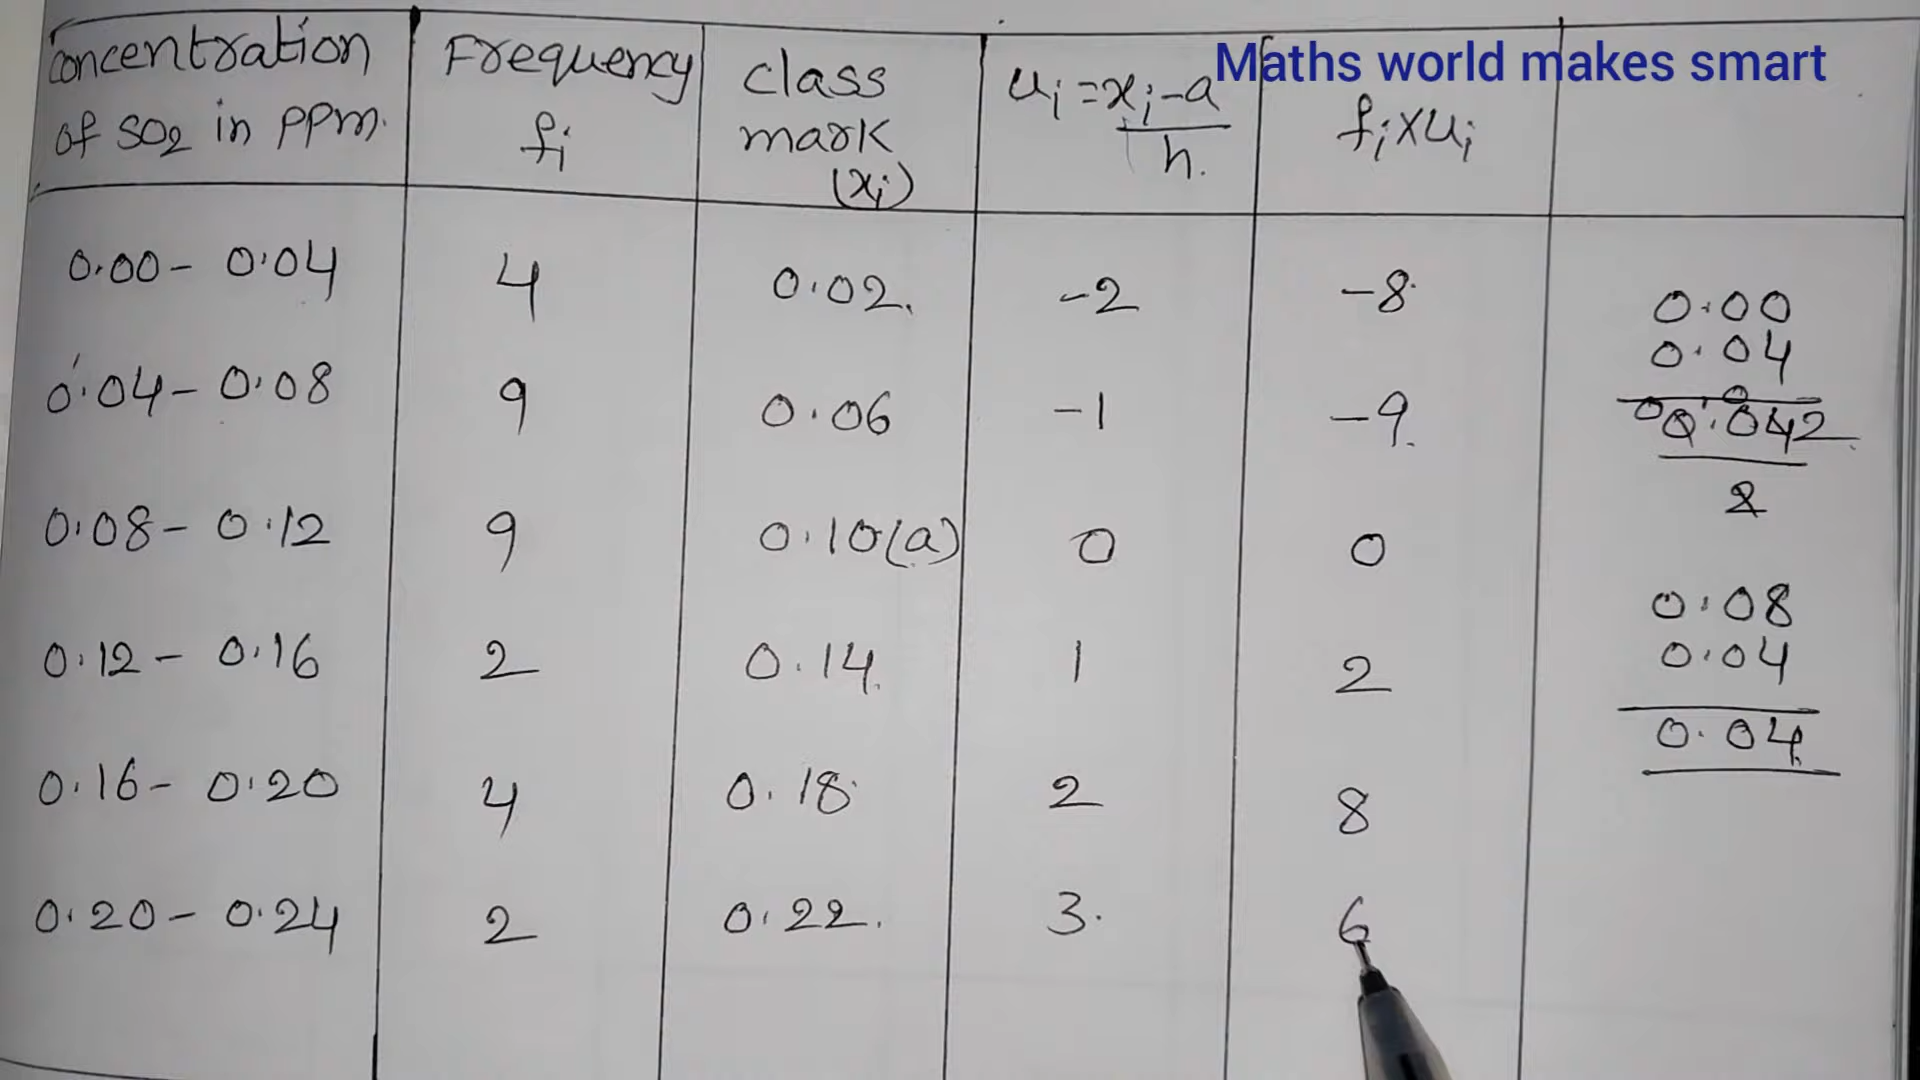 Maths world makes smart
concentration of SO2 in PPm.
Frequency fi
class mark (xi)
ui = xi-a / h.
fi×ui
0.00 - 0.04 4 0.02. -2 -8
0.04 - 0.08 9 0.06 -1 -9
0.08 - 0.12 9 0.10(a) 0 0
0.12 - 0.16 2 0.14 1 2
0.16 - 0.20 4 0.18 2 8
0.20 - 0.24 2 0.22. 3. 6
0.00
0.04
2
0.08
0.04
0.04